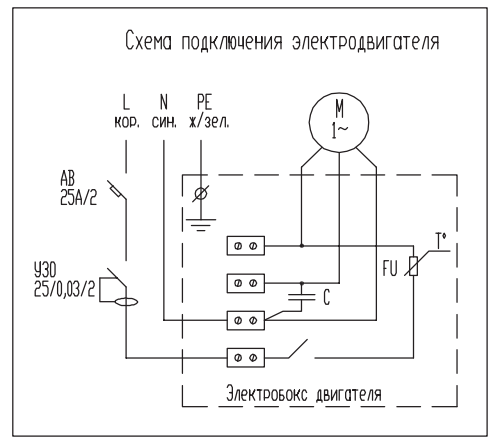 Схема подключения электродвигателя
L N PE
кор. син. ж/зел.
М
1~
АВ
25А/2
УЗО
25/0,03/2
T°
FU
C
Электробокс двигателя